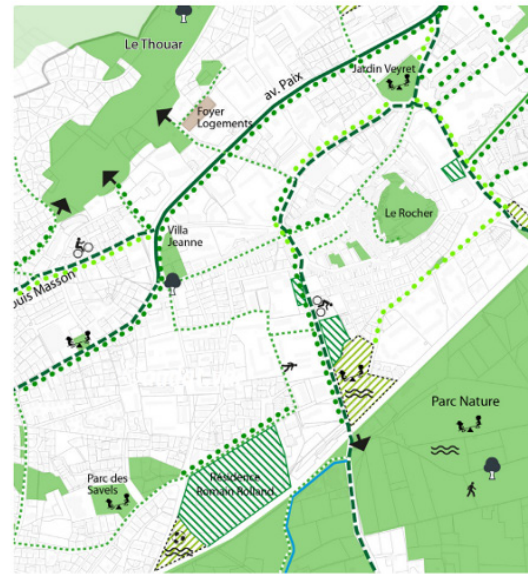 Le Thouar
Jardin Veyret
av. Paix
Foyer
Logements
Le Rocher
Villa
Jeanne
ouis Masson
Parc Nature
Parc des
Savels
Résidence
Romain Rolland